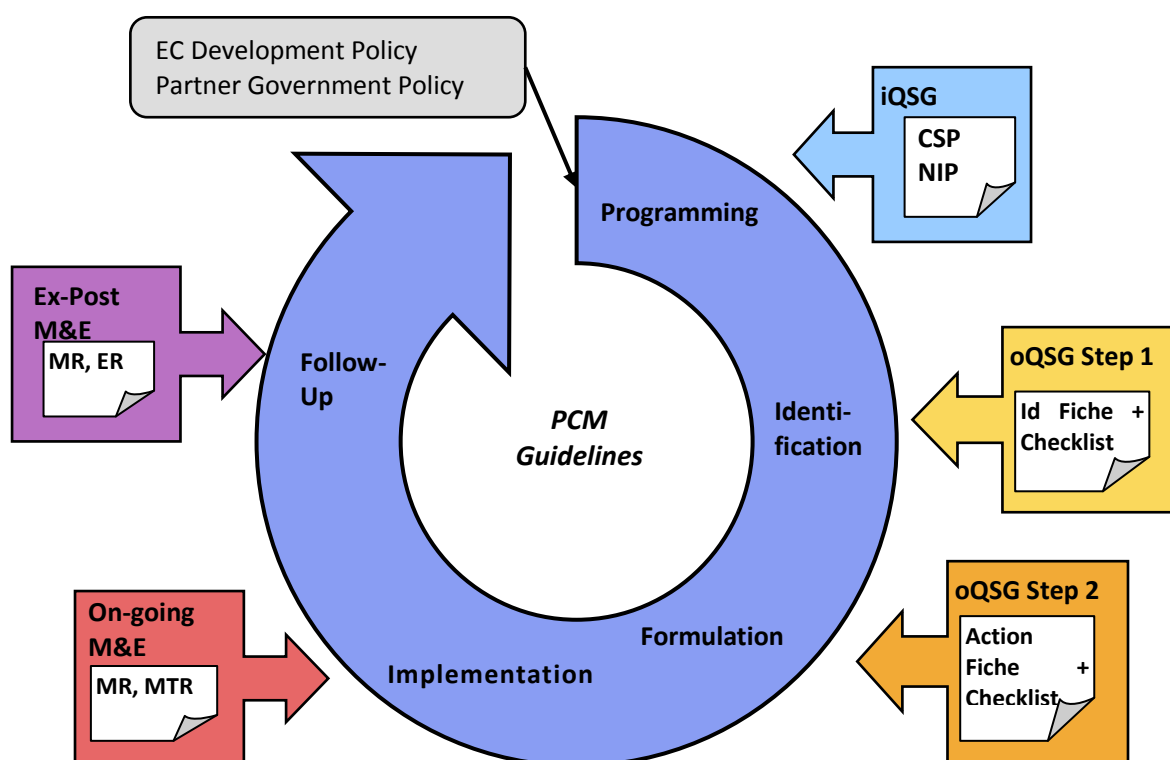 EC Development Policy
Partner Government Policy
iQSG
CSP
NIP
Programming
Ex-Post
M&E
MR, ER
Follow-
Up
PCM
Guidelines
Identi-
fication
oQSG Step 1
Id Fiche +
Checklist
On-going
M&E
MR, MTR
Implementation
Formulation
oQSG Step 2
Action
Fiche +
Checklist